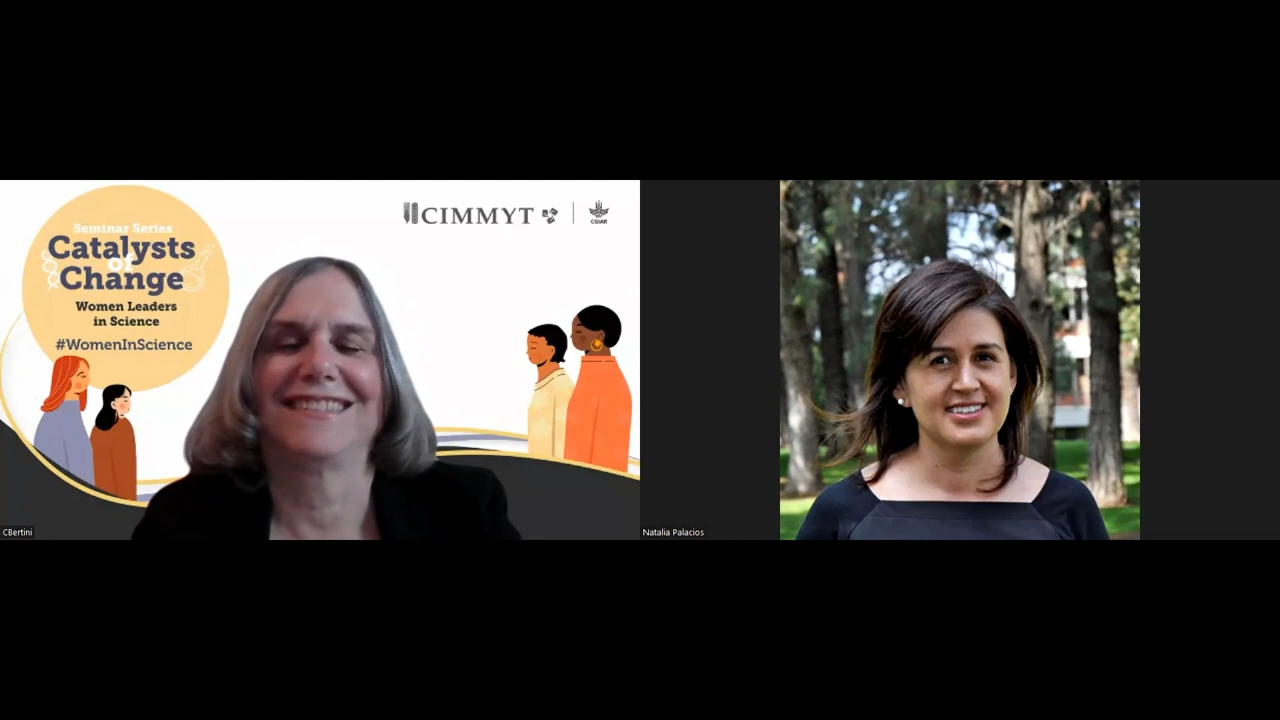 Seminar Series
Catalysts
of
Change
Women Leaders
in Science
#WomenInScience
CIMMYT
CGIAR
CBertini
Natalia Palacios